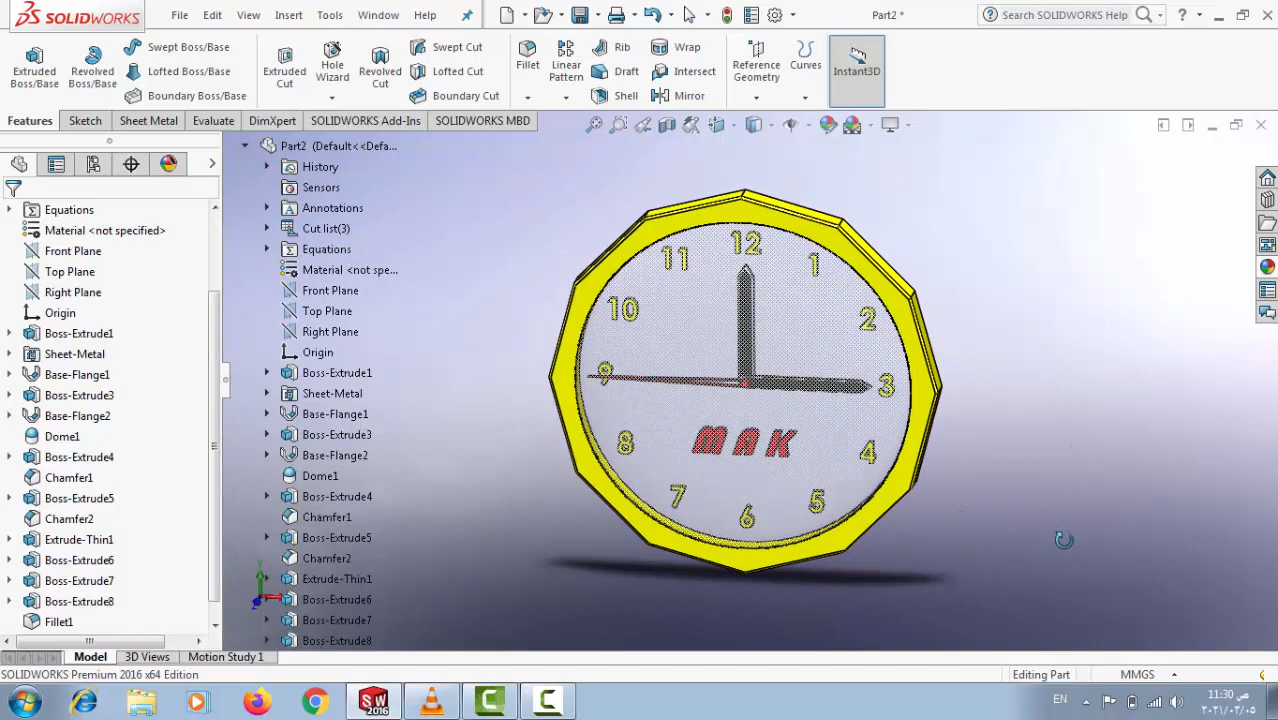 SOLIDWORKS
File Edit View Insert Tools Window Help
Part2 *
Search SOLIDWORKS Help
Extruded Boss/Base
Revolved Boss/Base
Swept Boss/Base
Lofted Boss/Base
Boundary Boss/Base
Extruded Cut
Hole Wizard
Revolved Cut
Swept Cut
Lofted Cut
Boundary Cut
Fillet
Linear Pattern
Rib
Draft
Shell
Wrap
Intersect
Mirror
Reference Geometry
Curves
Instant3D
Features Sketch Sheet Metal Evaluate DimXpert SOLIDWORKS Add-Ins SOLIDWORKS MBD
Equations
Material <not specified>
Front Plane
Top Plane
Right Plane
Origin
Boss-Extrude1
Sheet-Metal
Base-Flange1
Boss-Extrude3
Base-Flange2
Dome1
Boss-Extrude4
Chamfer1
Boss-Extrude5
Chamfer2
Extrude-Thin1
Boss-Extrude6
Boss-Extrude7
Boss-Extrude8
Fillet1
Part2 (Default<<Defa...
History
Sensors
Annotations
Cut list(3)
Equations
Material <not spe...
Front Plane
Top Plane
Right Plane
Origin
Boss-Extrude1
Sheet-Metal
Base-Flange1
Boss-Extrude3
Base-Flange2
Dome1
Boss-Extrude4
Chamfer1
Boss-Extrude5
Chamfer2
Extrude-Thin1
Boss-Extrude6
Boss-Extrude7
Boss-Extrude8
12
1
2
3
4
5
6
7
8
9
10
11
MAK
Model 3D Views Motion Study 1
SOLIDWORKS Premium 2016 x64 Edition
Editing Part
MMGS
SW 2016
EN
11:30 ص
٢٠٢١/٠٣/٠٥